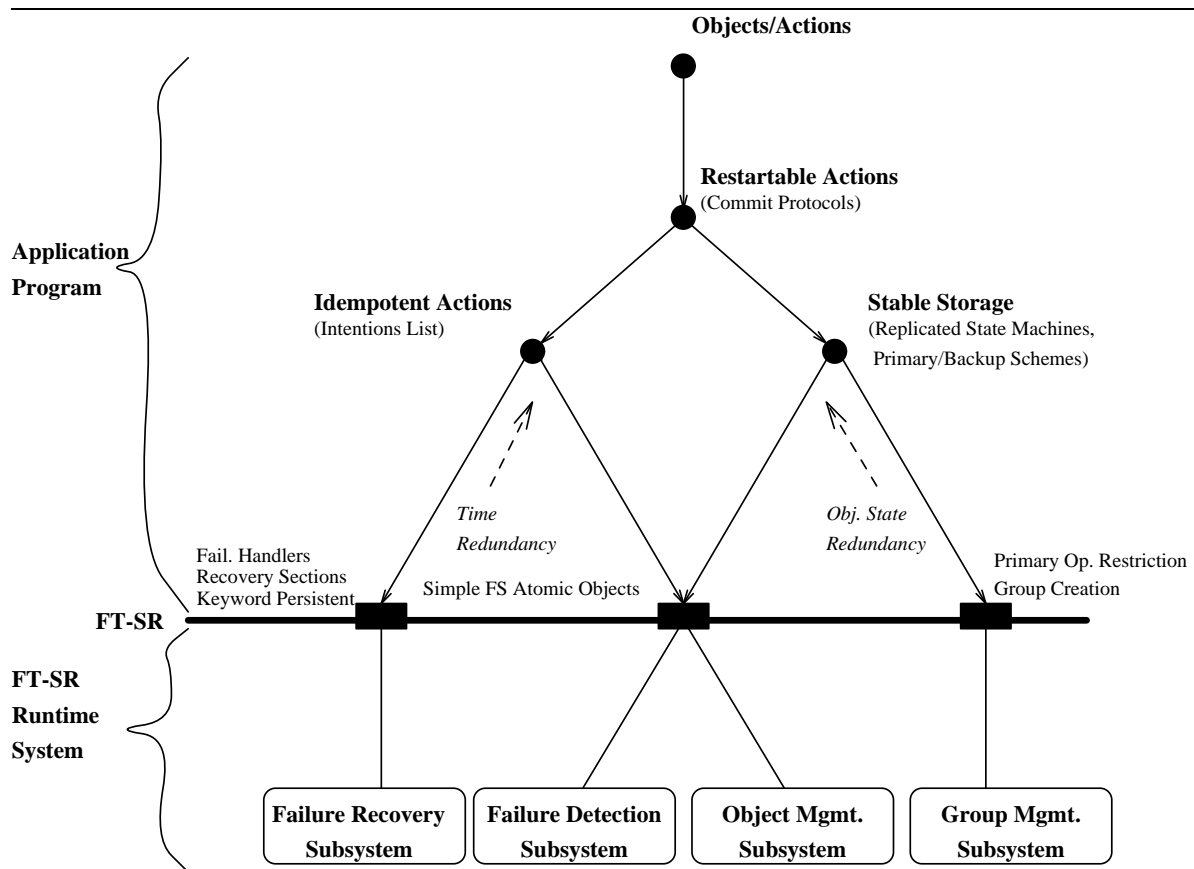 Objects/Actions
Restartable Actions
(Commit Protocols)
Application
Program
Idempotent Actions
(Intentions List)
Stable Storage
(Replicated State Machines,
Primary/Backup Schemes)
Time
Redundancy
Obj. State
Redundancy
Fail. Handlers
Recovery Sections
Keyword Persistent
Simple FS Atomic Objects
Primary Op. Restriction
Group Creation
FT-SR
FT-SR
Runtime
System
Failure Recovery
Subsystem
Failure Detection
Subsystem
Object Mgmt.
Subsystem
Group Mgmt.
Subsystem